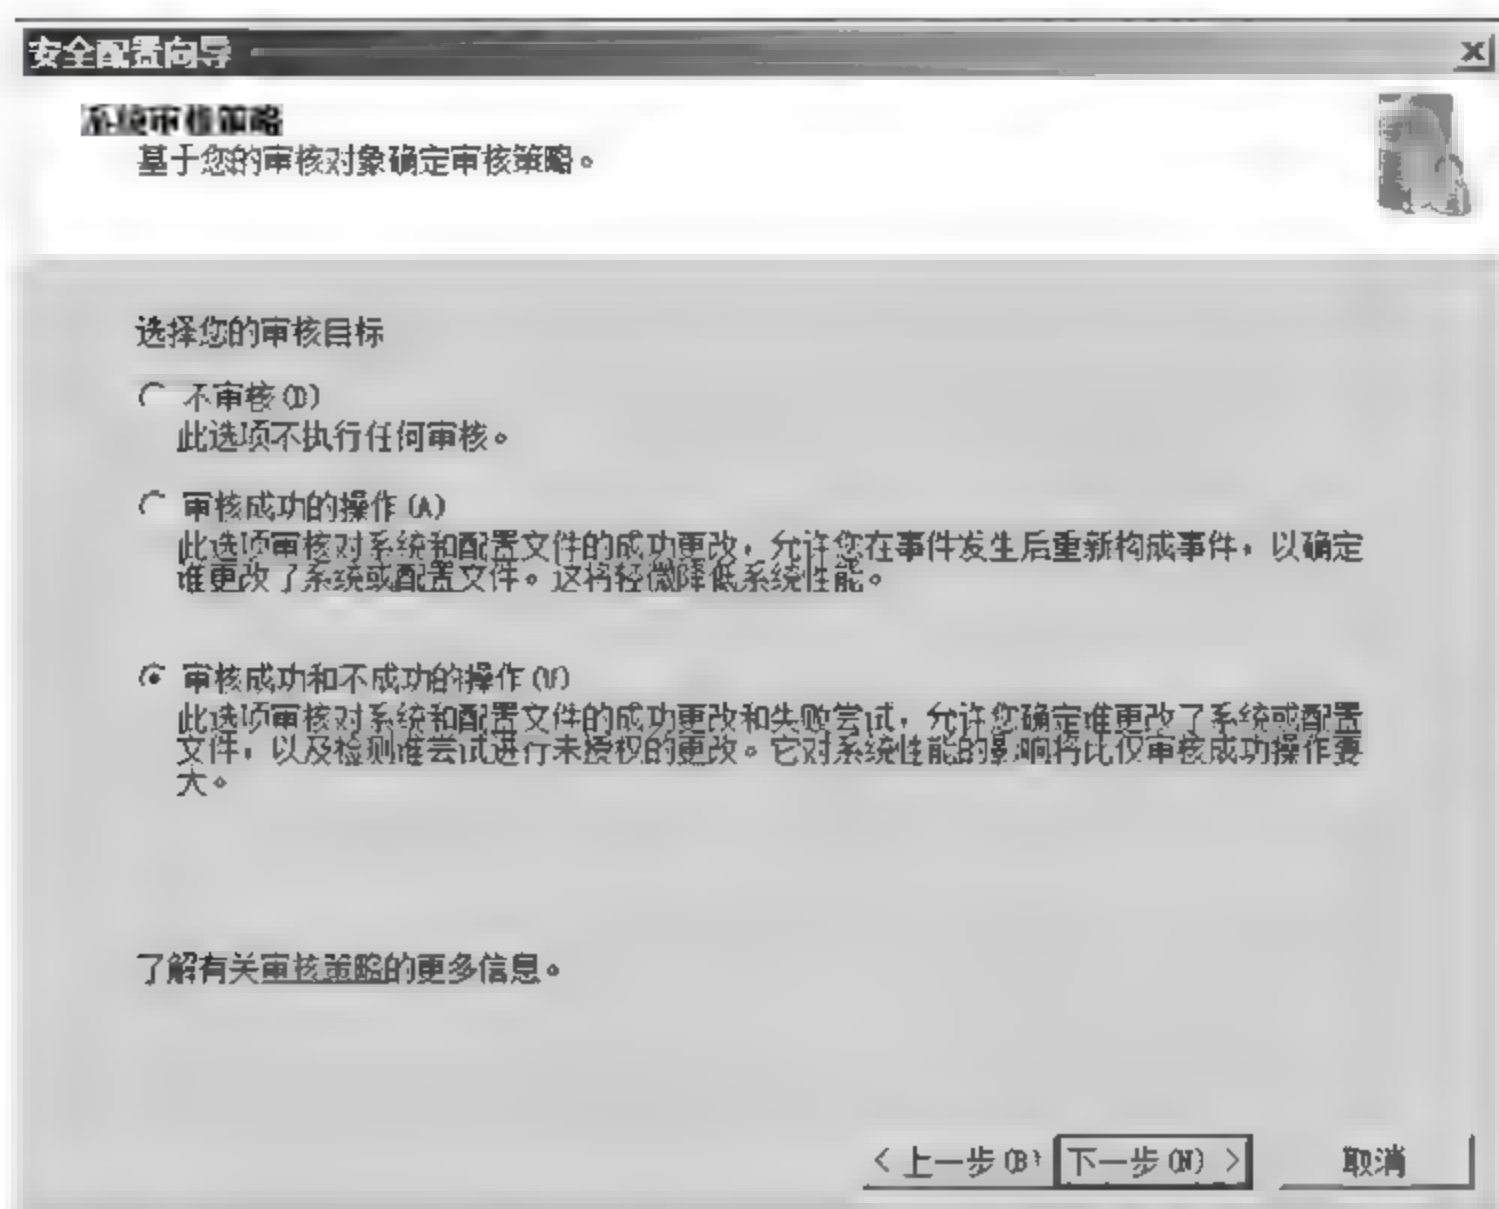 安全配置向导
系统审核策略
基于您的审核对象确定审核策略。
选择您的审核目标
不审核(D)
此选项不执行任何审核。
审核成功的操作(A)
此选项审核对系统和配置文件的成功更改，允许您在事件发生后重新构成事件，以确定
谁更改了系统或配置文件。这将轻微降低系统性能。
审核成功和不成功的操作(U)
此选项审核对系统和配置文件的成功更改和失败尝试，允许您确定谁更改了系统或配置
文件，以及检测谁尝试进行未授权的更改。它对系统性能的影响将比仅审核成功操作要
大。
了解有关审核策略的更多信息。
< 上一步(B) 下一步(N) > 取消